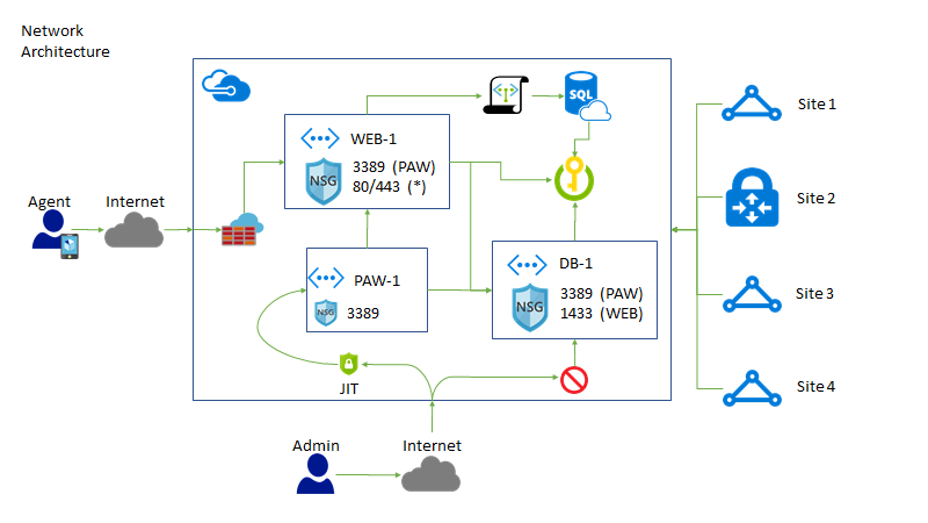 Network
Architecture
SQL
WEB-1
NSG
3389 (PAW)
80/443 (*)
Agent
Internet
PAW-1
NSG
3389
DB-1
NSG
3389 (PAW)
1433 (WEB)
JIT
Admin
Internet
Site 1
Site 2
Site 3
Site 4